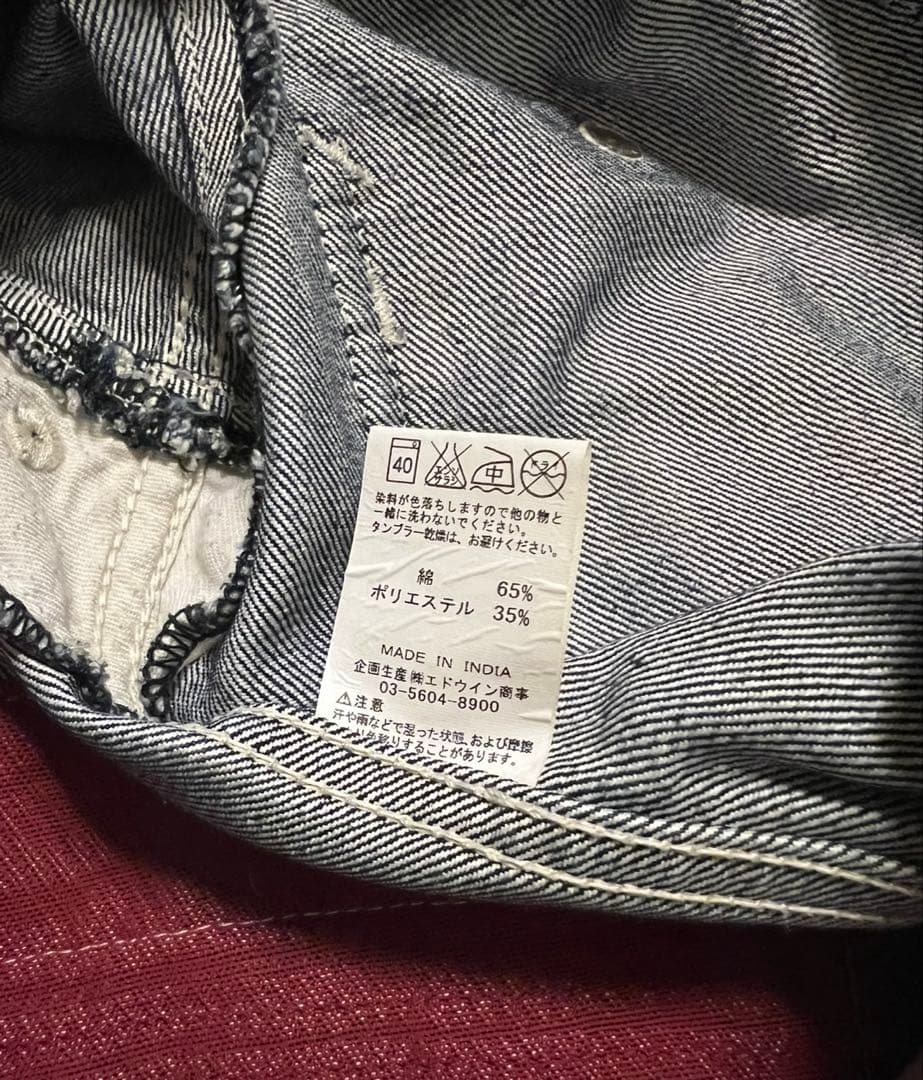 40 エンソ サラシ 中 ドライ
染料が色落ちしますので他の物と
一緒に洗わないでください。
タンブラー乾燥は、お避けください。
綿 65%
ポリエステル 35%
MADE IN INDIA
企画生産㈱エドウイン商事
03-5604-8900
⚠注意
汗や雨などで湿った状態、および摩擦
色移りすることがあります。